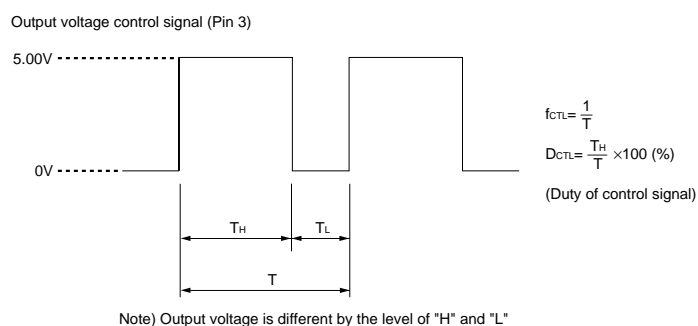 Output voltage control signal (Pin 3)
5.00V
0V
TH
TL
T
fCTL= 1/T
DCTL= TH/T ×100 (%)
(Duty of control signal)
Note) Output voltage is different by the level of "H" and "L"